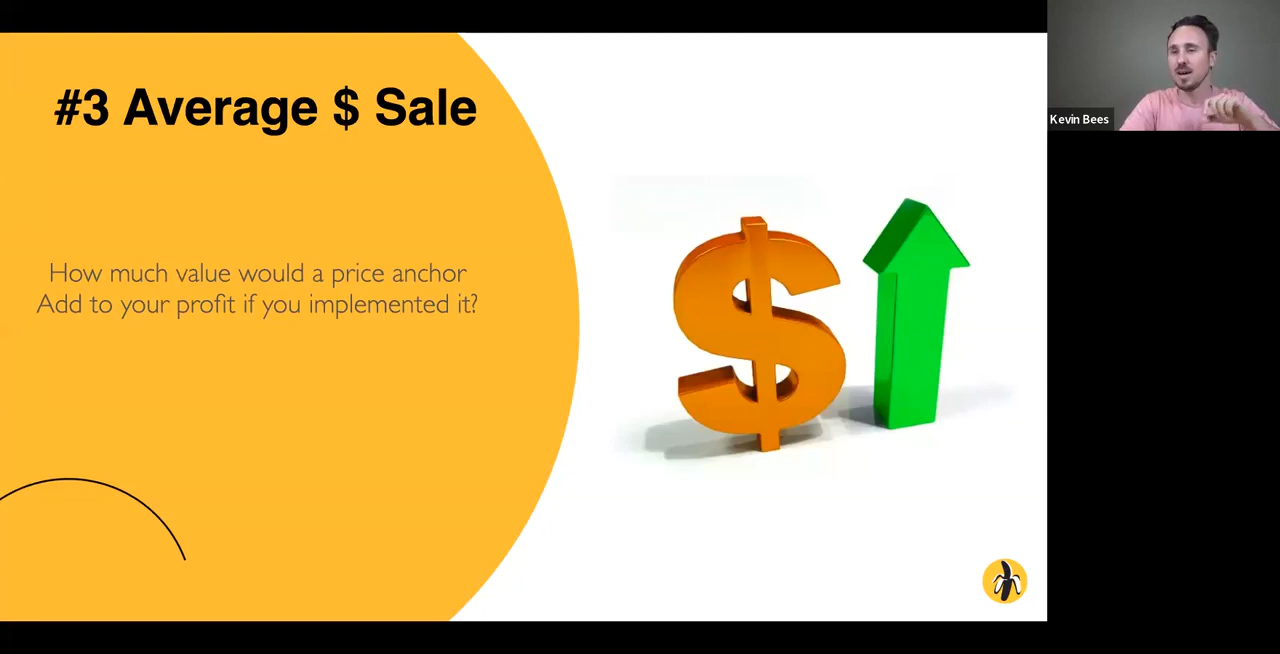 #3 Average $ Sale
How much value would a price anchor
Add to your profit if you implemented it?
Kevin Bees